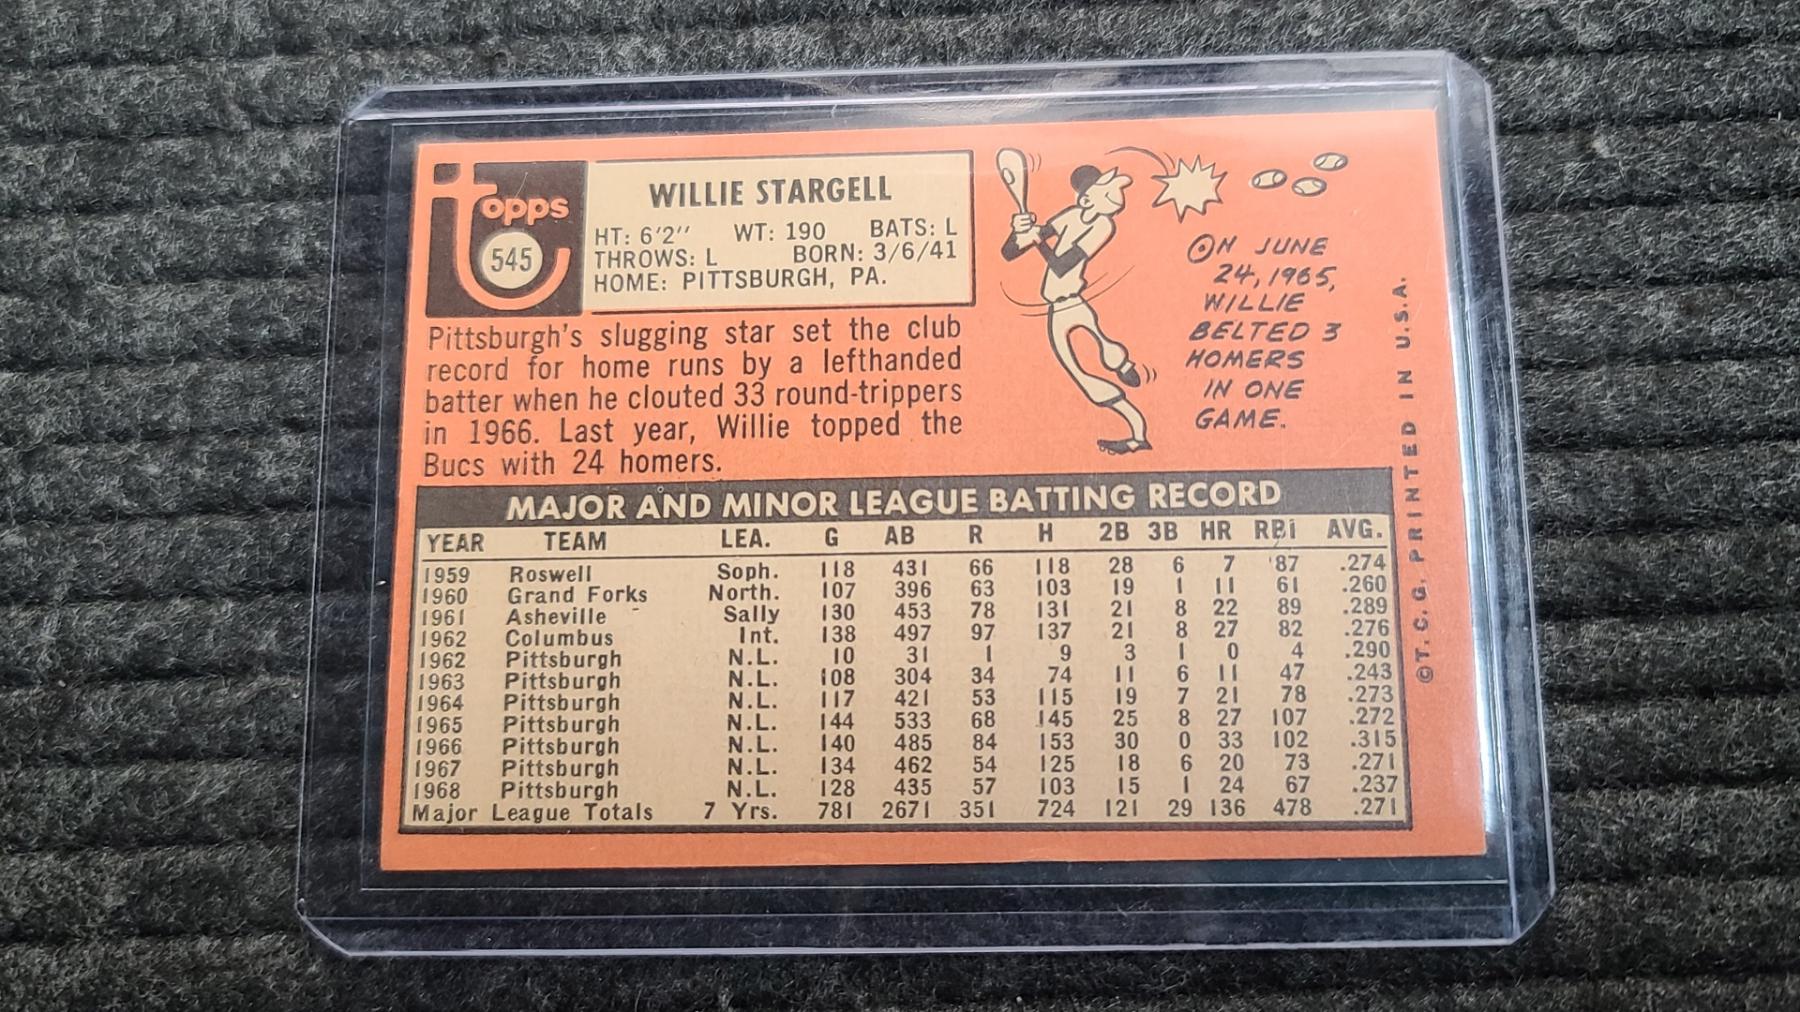 Topps
545
WILLIE STARGELL
HT: 6'2" WT: 190 BATS: L
THROWS: L BORN: 3/6/41
HOME: PITTSBURGH, PA.
Pittsburgh's slugging star set the club
record for home runs by a lefthanded
batter when he clouted 33 round-trippers
in 1966. Last year, Willie topped the
Bucs with 24 homers.
ON JUNE
24, 1965,
WILLIE
BELTED 3
HOMERS
IN ONE
GAME.
MAJOR AND MINOR LEAGUE BATTING RECORD
YEAR TEAM LEA. G AB R H 2B 3B HR RBI AVG.
1959 Roswell Soph. 118 431 66 118 28 6 7 87 .274
1960 Grand Forks North. 107 396 63 103 19 1 11 61 .260
1961 Asheville Sally 130 453 78 131 21 8 22 89 .289
1962 Columbus Int. 138 497 97 137 21 8 27 82 .276
1962 Pittsburgh N.L. 10 31 1 9 3 1 0 4 .290
1963 Pittsburgh N.L. 108 304 34 74 11 6 11 47 .243
1964 Pittsburgh N.L. 117 421 53 115 19 7 21 78 .273
1965 Pittsburgh N.L. 144 533 68 145 25 8 27 107 .272
1966 Pittsburgh N.L. 140 485 84 153 30 0 33 102 .315
1967 Pittsburgh N.L. 134 462 54 125 18 6 20 73 .271
1968 Pittsburgh N.L. 128 435 57 103 15 1 24 67 .237
Major League Totals 7 Yrs. 781 2671 351 724 121 29 136 478 .271
©T. C. G. PRINTED IN U.S.A.